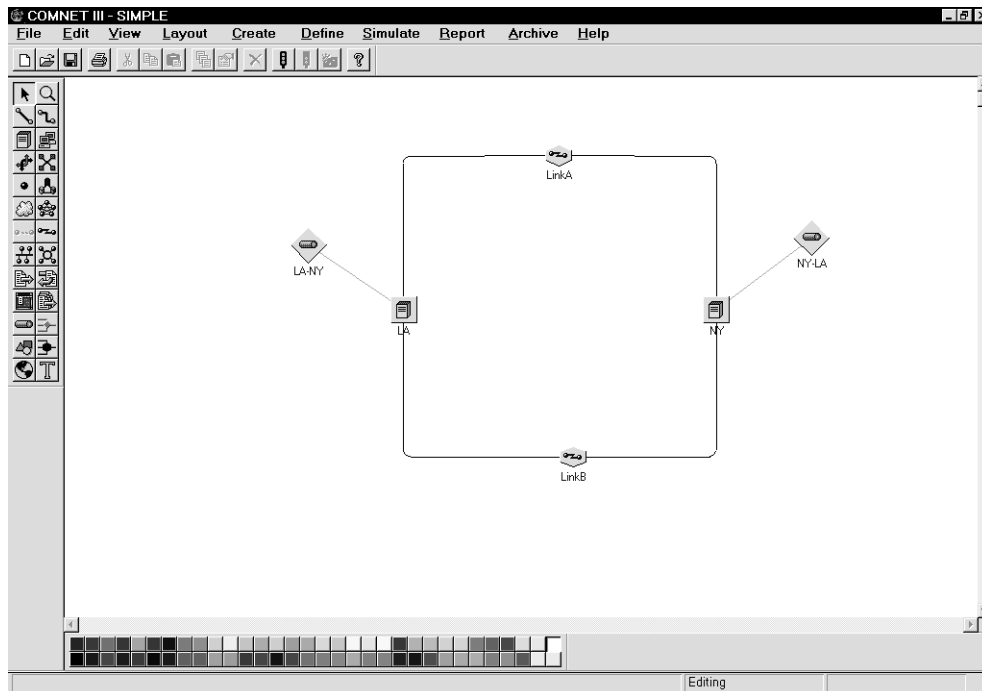 COMNET III - SIMPLE
File Edit View Layout Create Define Simulate Report Archive Help
LinkA
LA-NY
NY-LA
LA
NY
LinkB
Editing